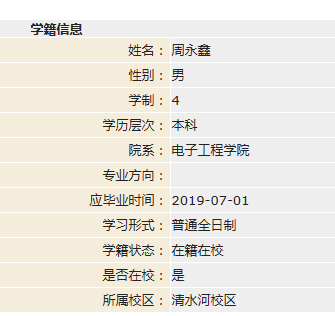 学籍信息
姓名： 周永鑫
性别： 男
学制： 4
学历层次： 本科
院系： 电子工程学院
专业方向：
应毕业时间： 2019-07-01
学习形式： 普通全日制
学籍状态： 在籍在校
是否在校： 是
所属校区： 清水河校区